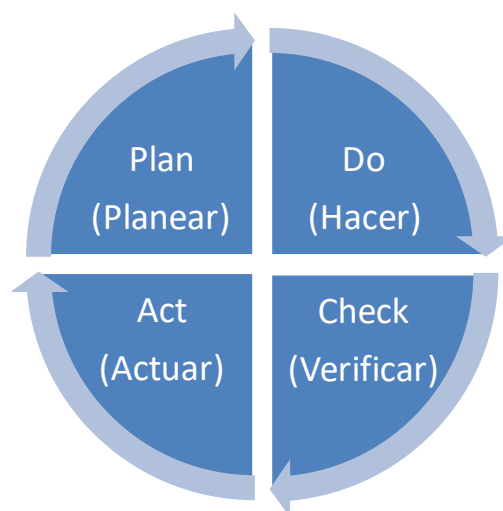 Plan
(Planear)
Do
(Hacer)
Act
(Actuar)
Check
(Verificar)